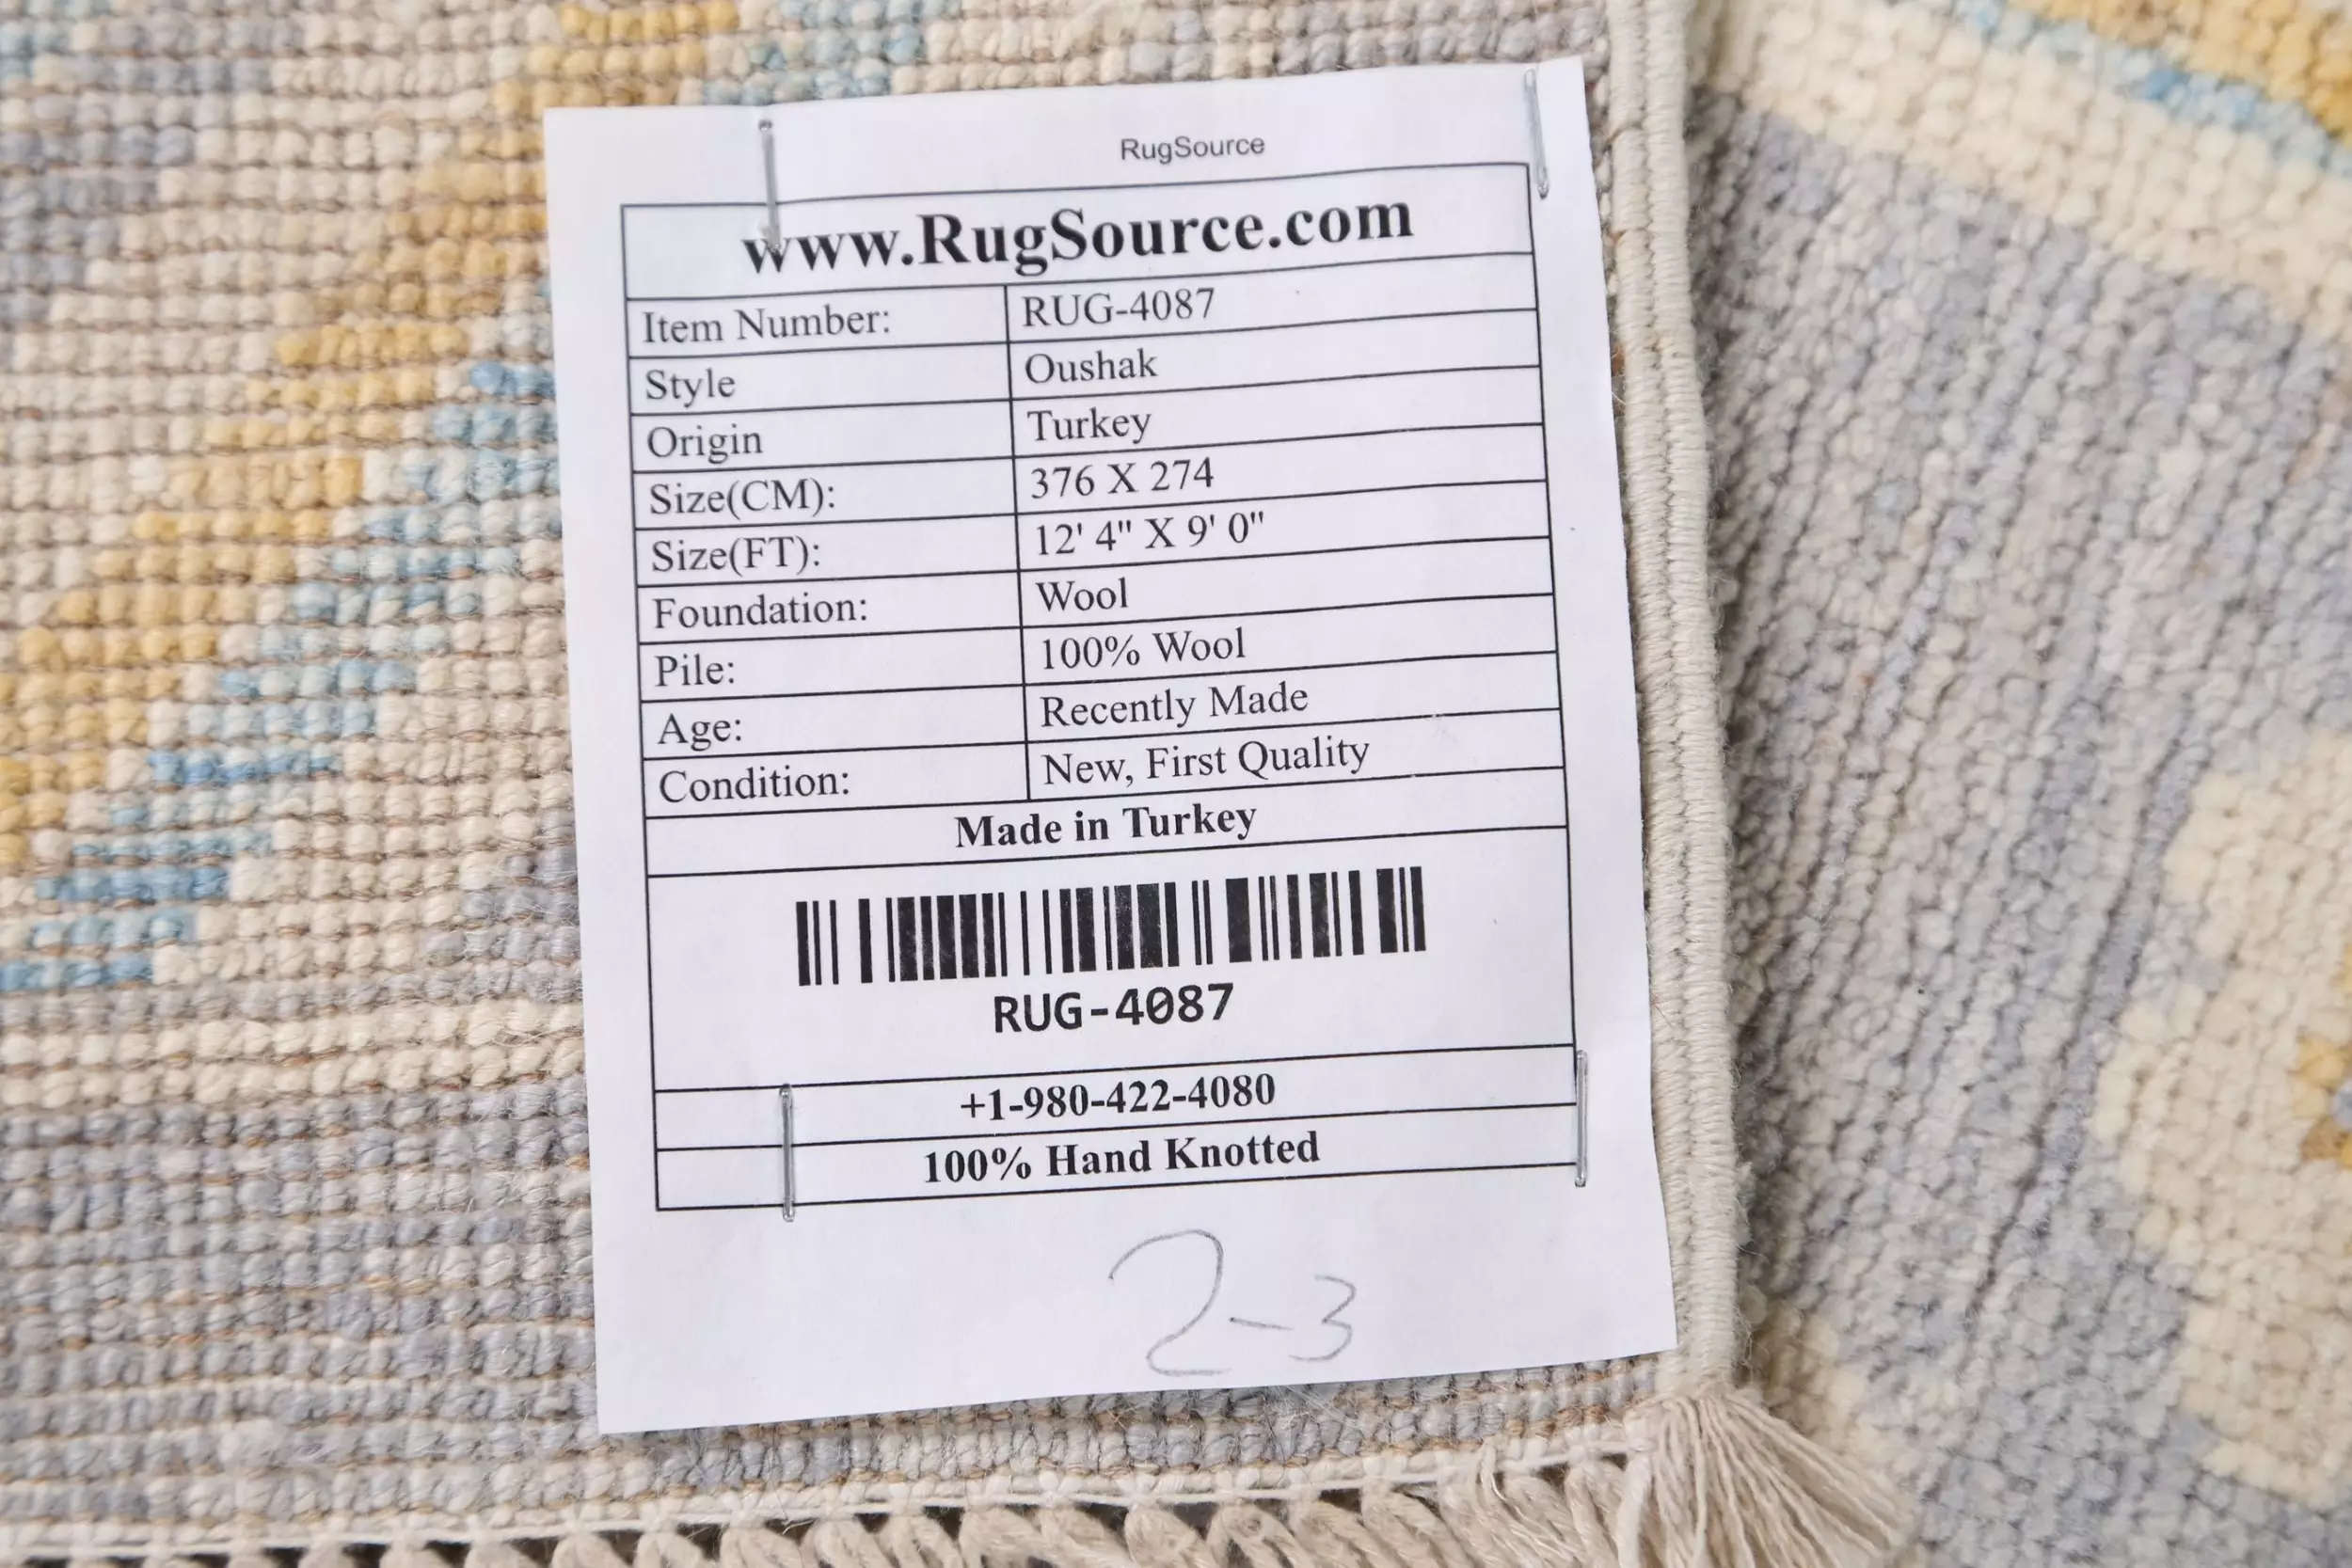 RugSource
www.RugSource.com
Item Number: RUG-4087
Style Oushak
Origin Turkey
Size(CM): 376 X 274
Size(FT): 12' 4" X 9' 0"
Foundation: Wool
Pile: 100% Wool
Age: Recently Made
Condition: New, First Quality
Made in Turkey
RUG-4087
+1-980-422-4080
100% Hand Knotted
2-3